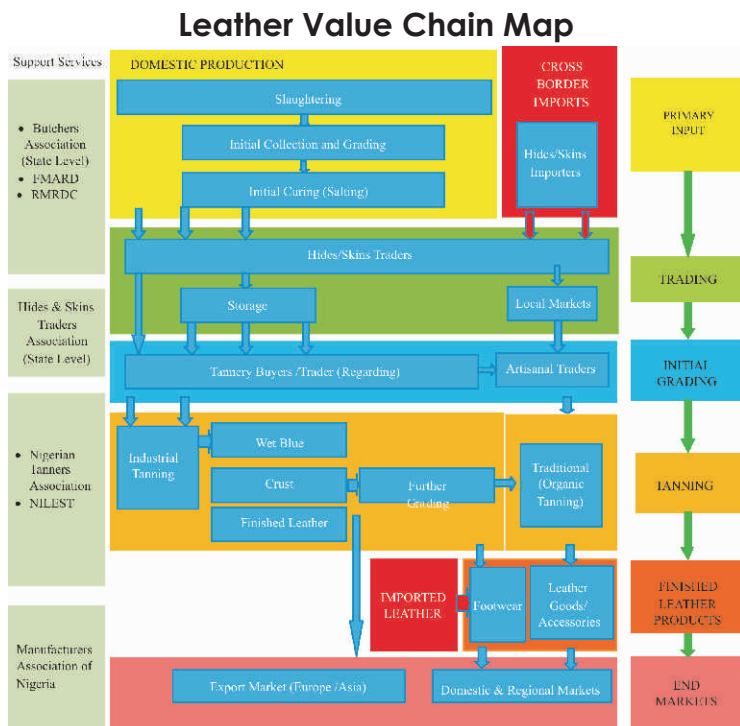 Leather Value Chain Map
Support Services
• Butchers
Association
(State Level)
• FMARD
• RMRDC
Hides & Skins
Traders
Association
(State Level)
• Nigerian
Tanners
Association
• NILEST
Manufacturers
Association of
Nigeria
DOMESTIC PRODUCTION
Slaughtering
Initial Collection and Grading
Initial Curing (Salting)
CROSS
BORDER
IMPORTS
Hides/Skins
Importers
Hides/Skins Traders
Storage
Local Markets
Tannery Buyers /Trader (Regarding)
Artisanal Traders
Industrial
Tanning
Wet Blue
Crust
Finished Leather
Further
Grading
Traditional
(Organic
Tanning)
IMPORTED
LEATHER
Footwear
Leather
Goods/
Accessories
Export Market (Europe /Asia)
Domestic & Regional Markets
PRIMARY
INPUT
TRADING
INITIAL
GRADING
TANNING
FINISHED
LEATHER
PRODUCTS
END
MARKETS